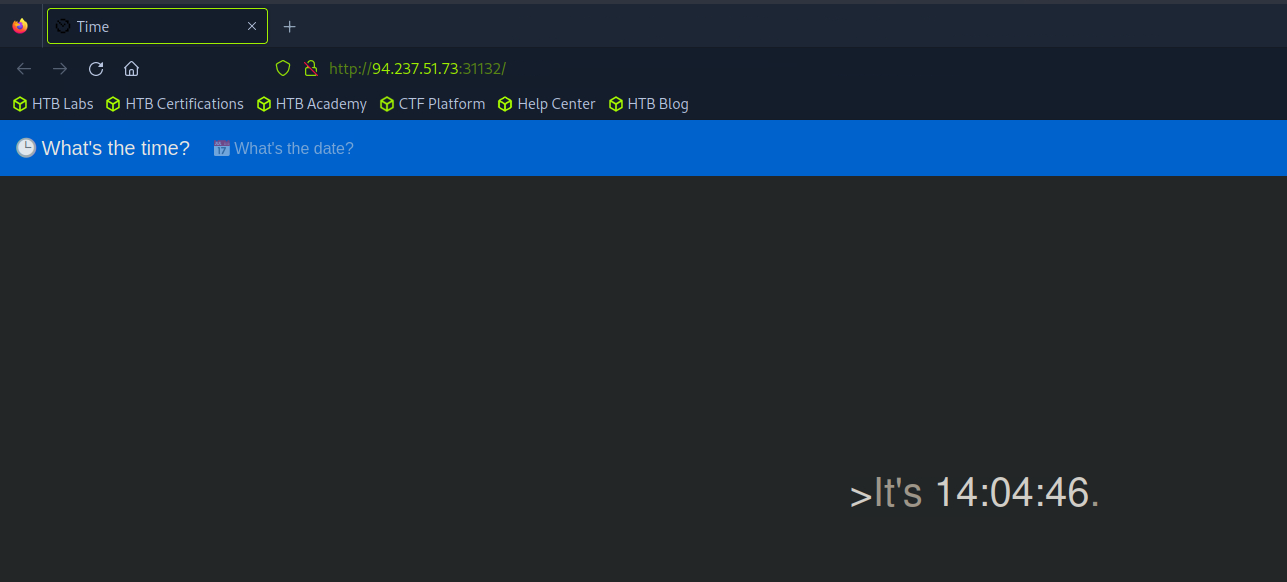 Time
http://94.237.51.73:31132/
HTB Labs HTB Certifications HTB Academy CTF Platform Help Center HTB Blog
What's the time? 17 What's the date?
>It's 14:04:46.